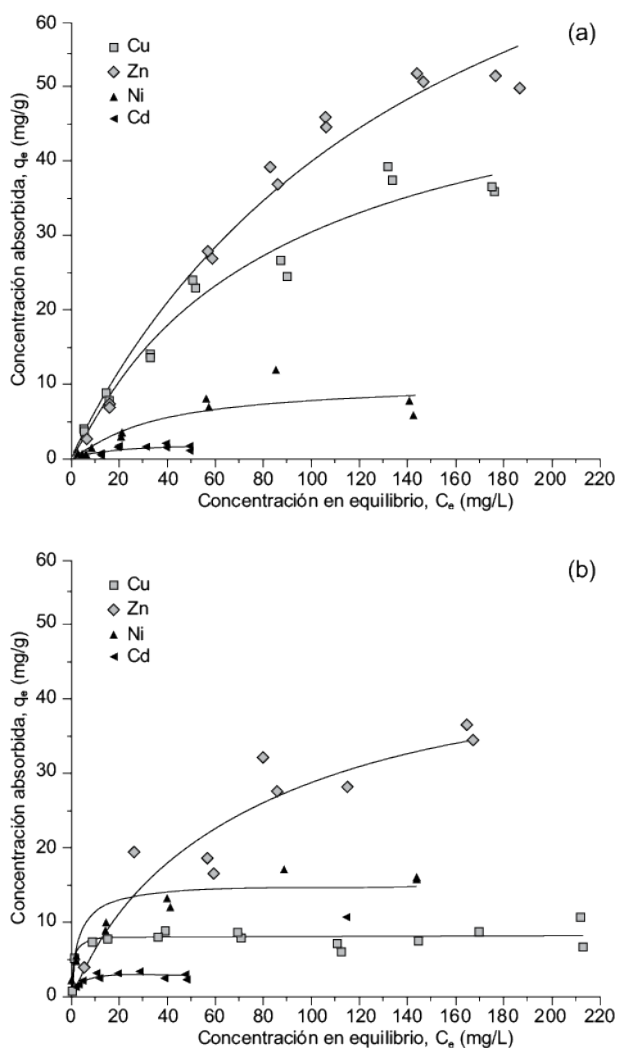 (a)
Cu
Zn
Ni
Cd
Concentración absorbida, qe (mg/g)
60
50
40
30
20
10
0
0 20 40 60 80 100 120 140 160 180 200 220
Concentración en equilibrio, Ce (mg/L)
(b)
Cu
Zn
Ni
Cd
Concentración absorbida, qe (mg/g)
60
50
40
30
20
10
0
0 20 40 60 80 100 120 140 160 180 200 220
Concentración en equilibrio, Ce (mg/L)